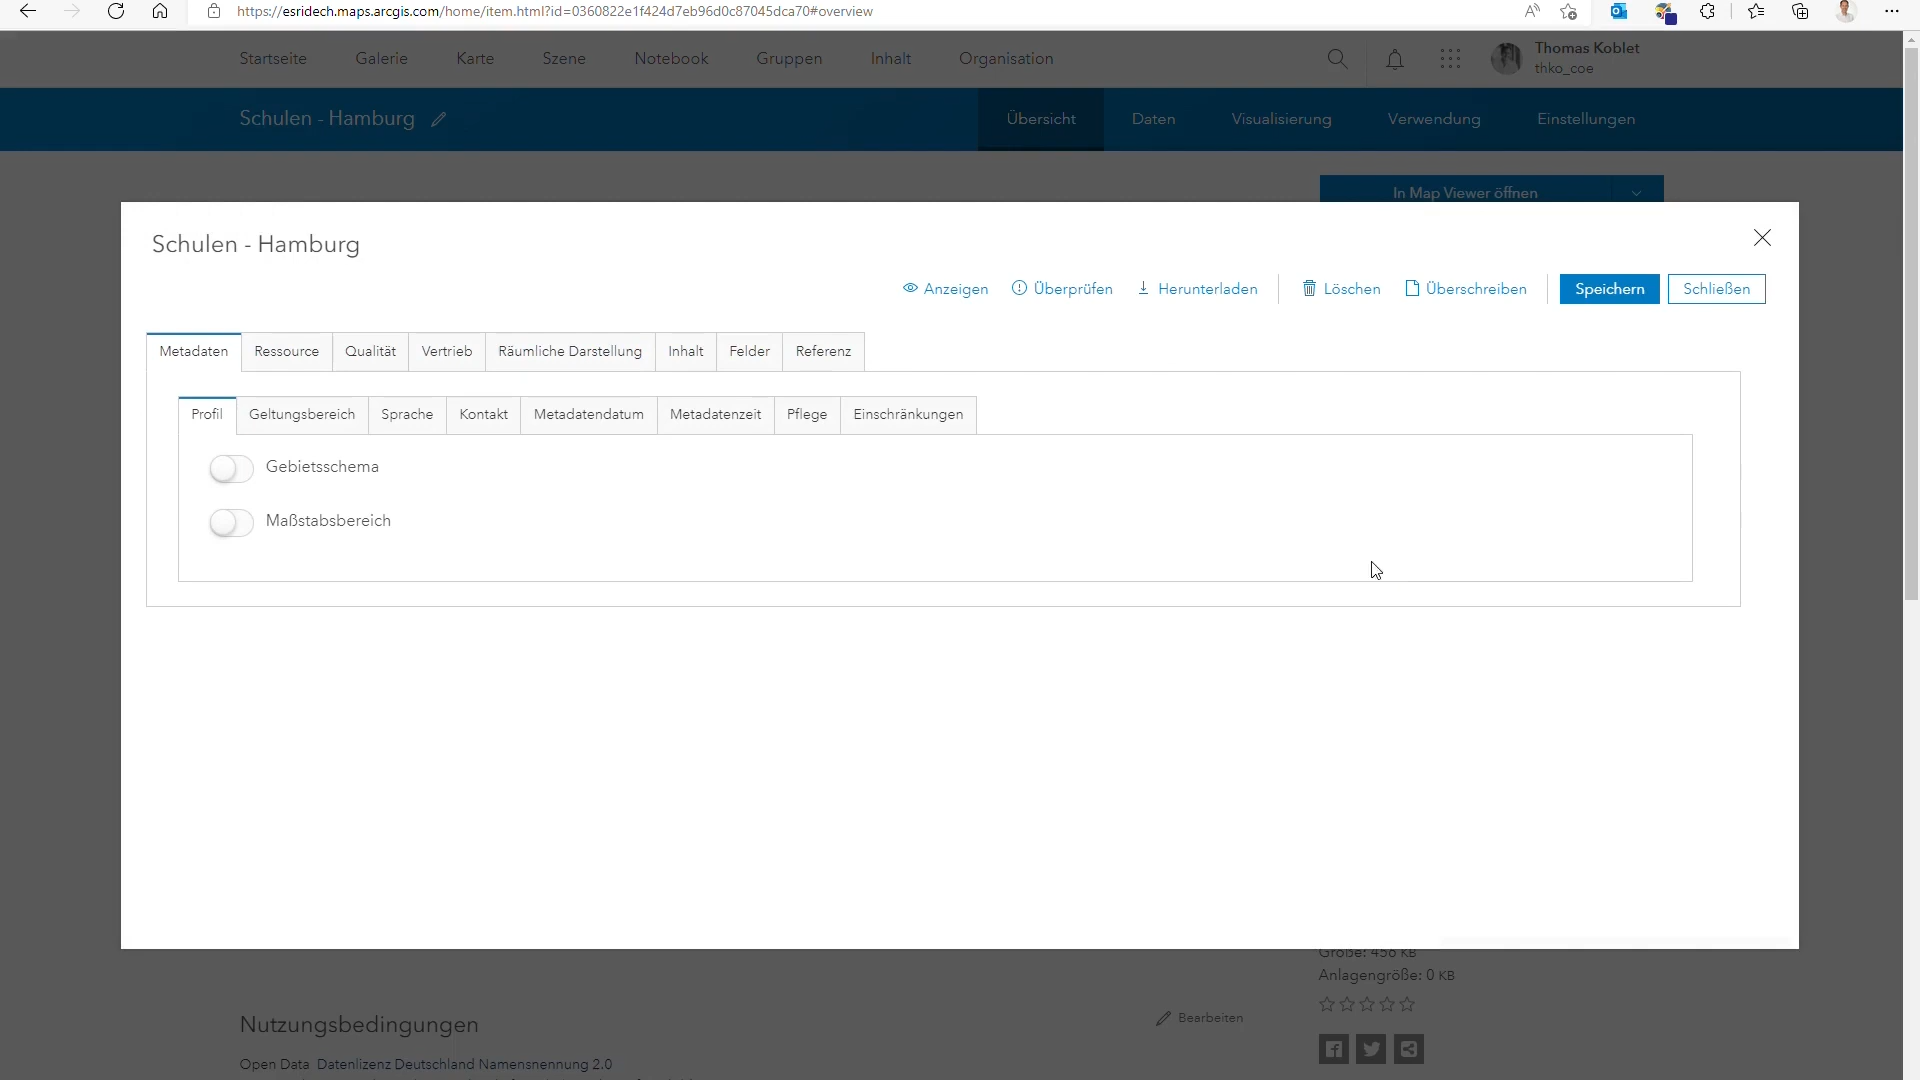 https://esridech.maps.arcgis.com/home/item.html?id=0360822e1f424d7eb96d0c87045dca70#overview
Startseite Galerie Karte Szene Notebook Gruppen Inhalt Organisation
Thomas Koblet
thko_coe
Schulen - Hamburg
Übersicht Daten Visualisierung Verwendung Einstellungen
In Map Viewer öffnen
Schulen - Hamburg
Anzeigen Überprüfen Herunterladen Löschen Überschreiben Speichern Schließen
Metadaten Ressource Qualität Vertrieb Räumliche Darstellung Inhalt Felder Referenz
Profil Geltungsbereich Sprache Kontakt Metadatendatum Metadatenzeit Pflege Einschränkungen
Gebietsschema
Maßstabsbereich
Größe: 456 KB
Anlagengröße: 0 KB
Nutzungsbedingungen
Bearbeiten
Open Data Datenlizenz Deutschland Namensnennung 2.0